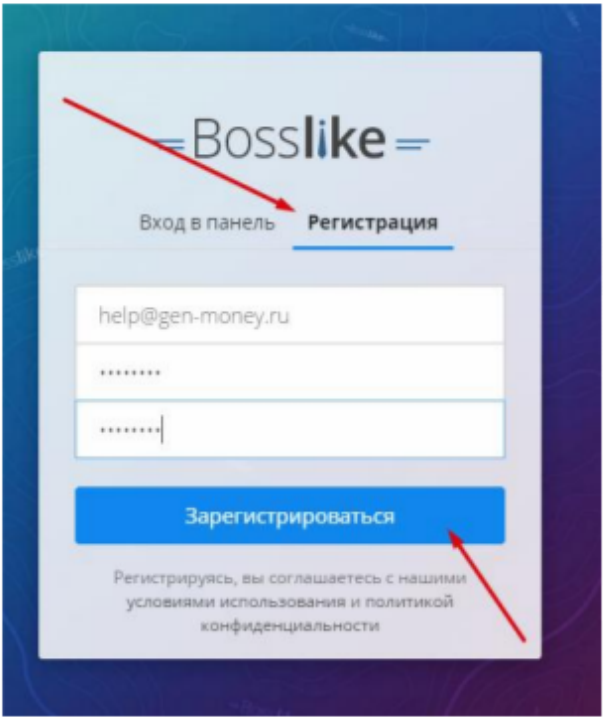 Bosslike
Вход в панель Регистрация
help@gen-money.ru
••••••••
••••••••
Зарегистрироваться
Регистрируясь, вы соглашаетесь с нашими
условиями использования и политикой
конфиденциальности